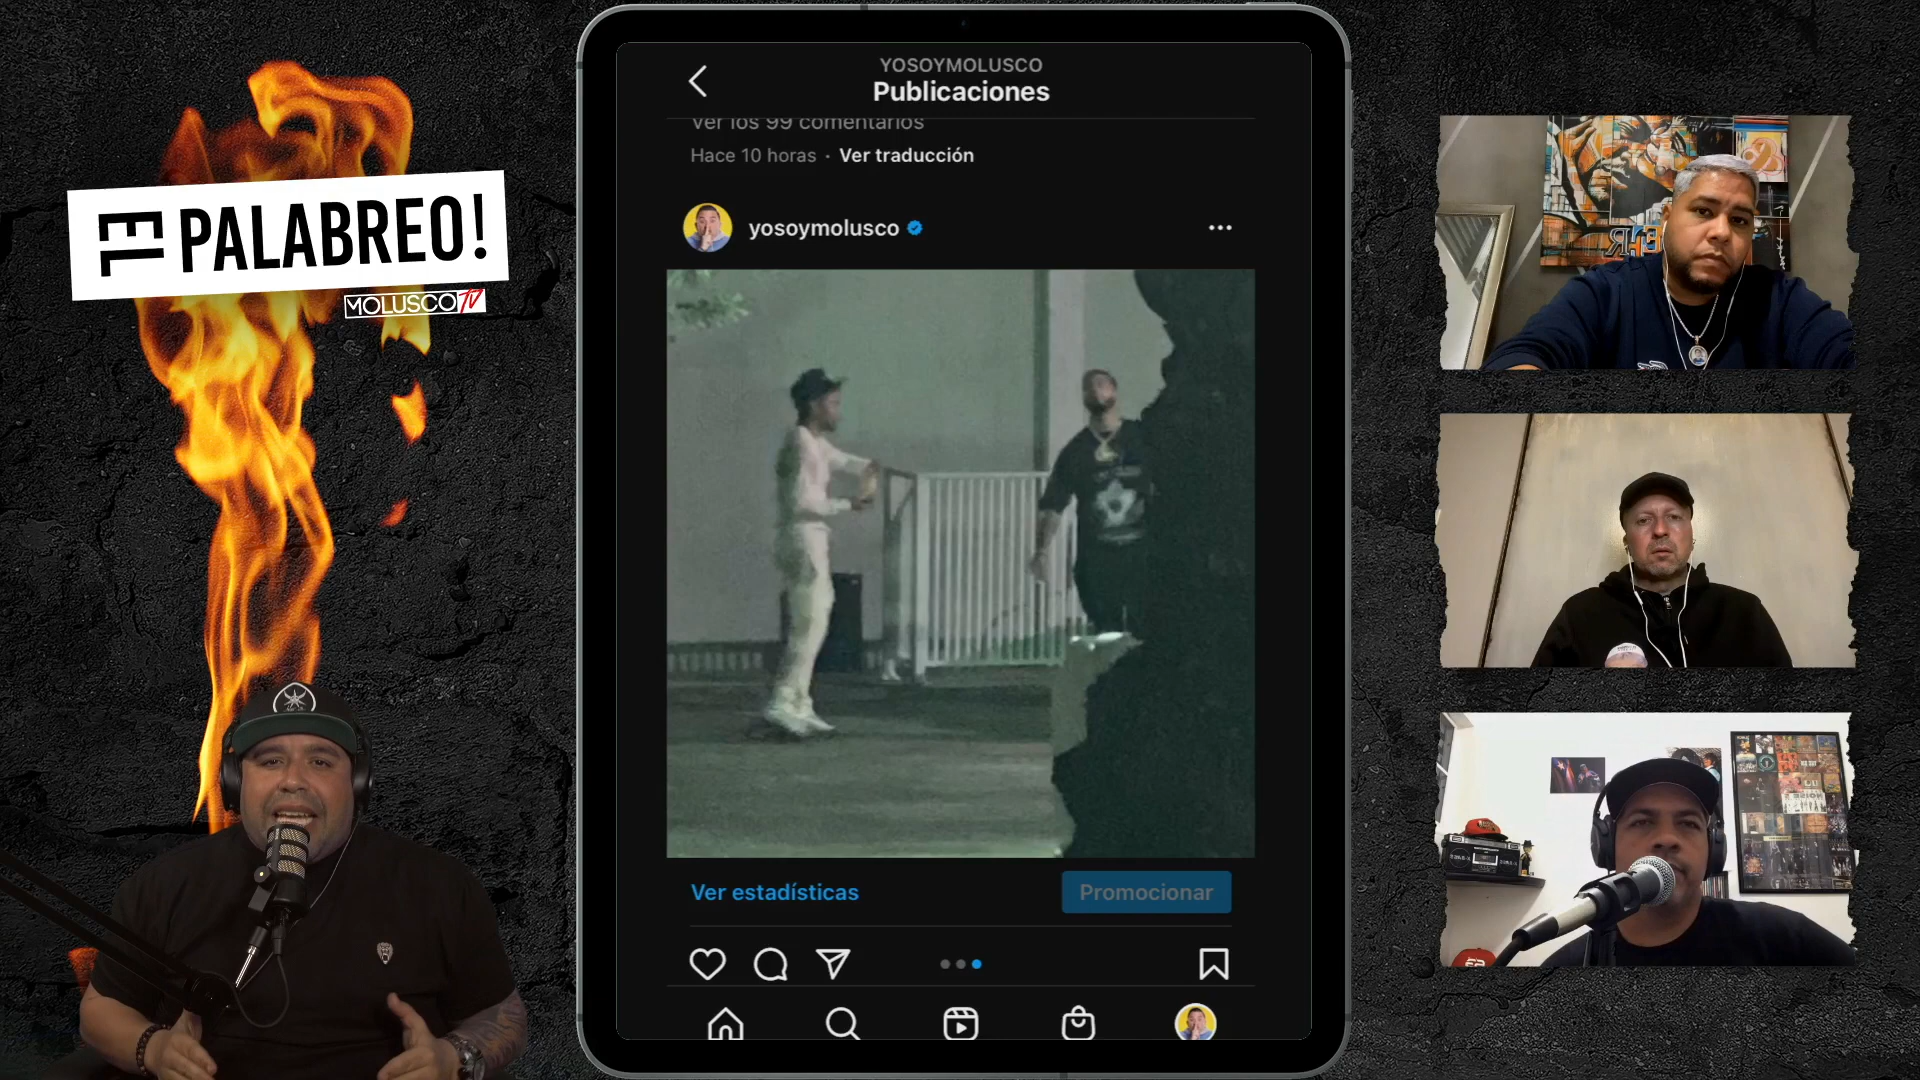 YOSOYMOLUSCO
Publicaciones
Ver los 99 comentarios
Hace 10 horas · Ver traducción
yosoymolusco
EL PALABREO!
MOLUSCO TV
Ver estadísticas
Promocionar